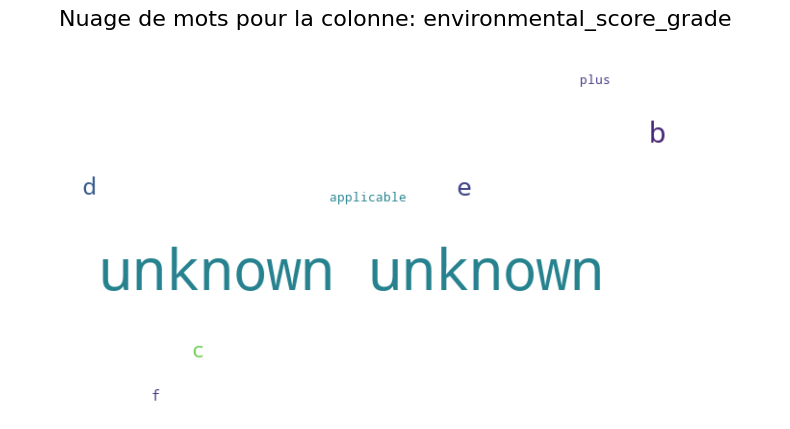 Nuage de mots pour la colonne: environmental_score_grade
plus
b
d
e
applicable
unknown unknown
c
f